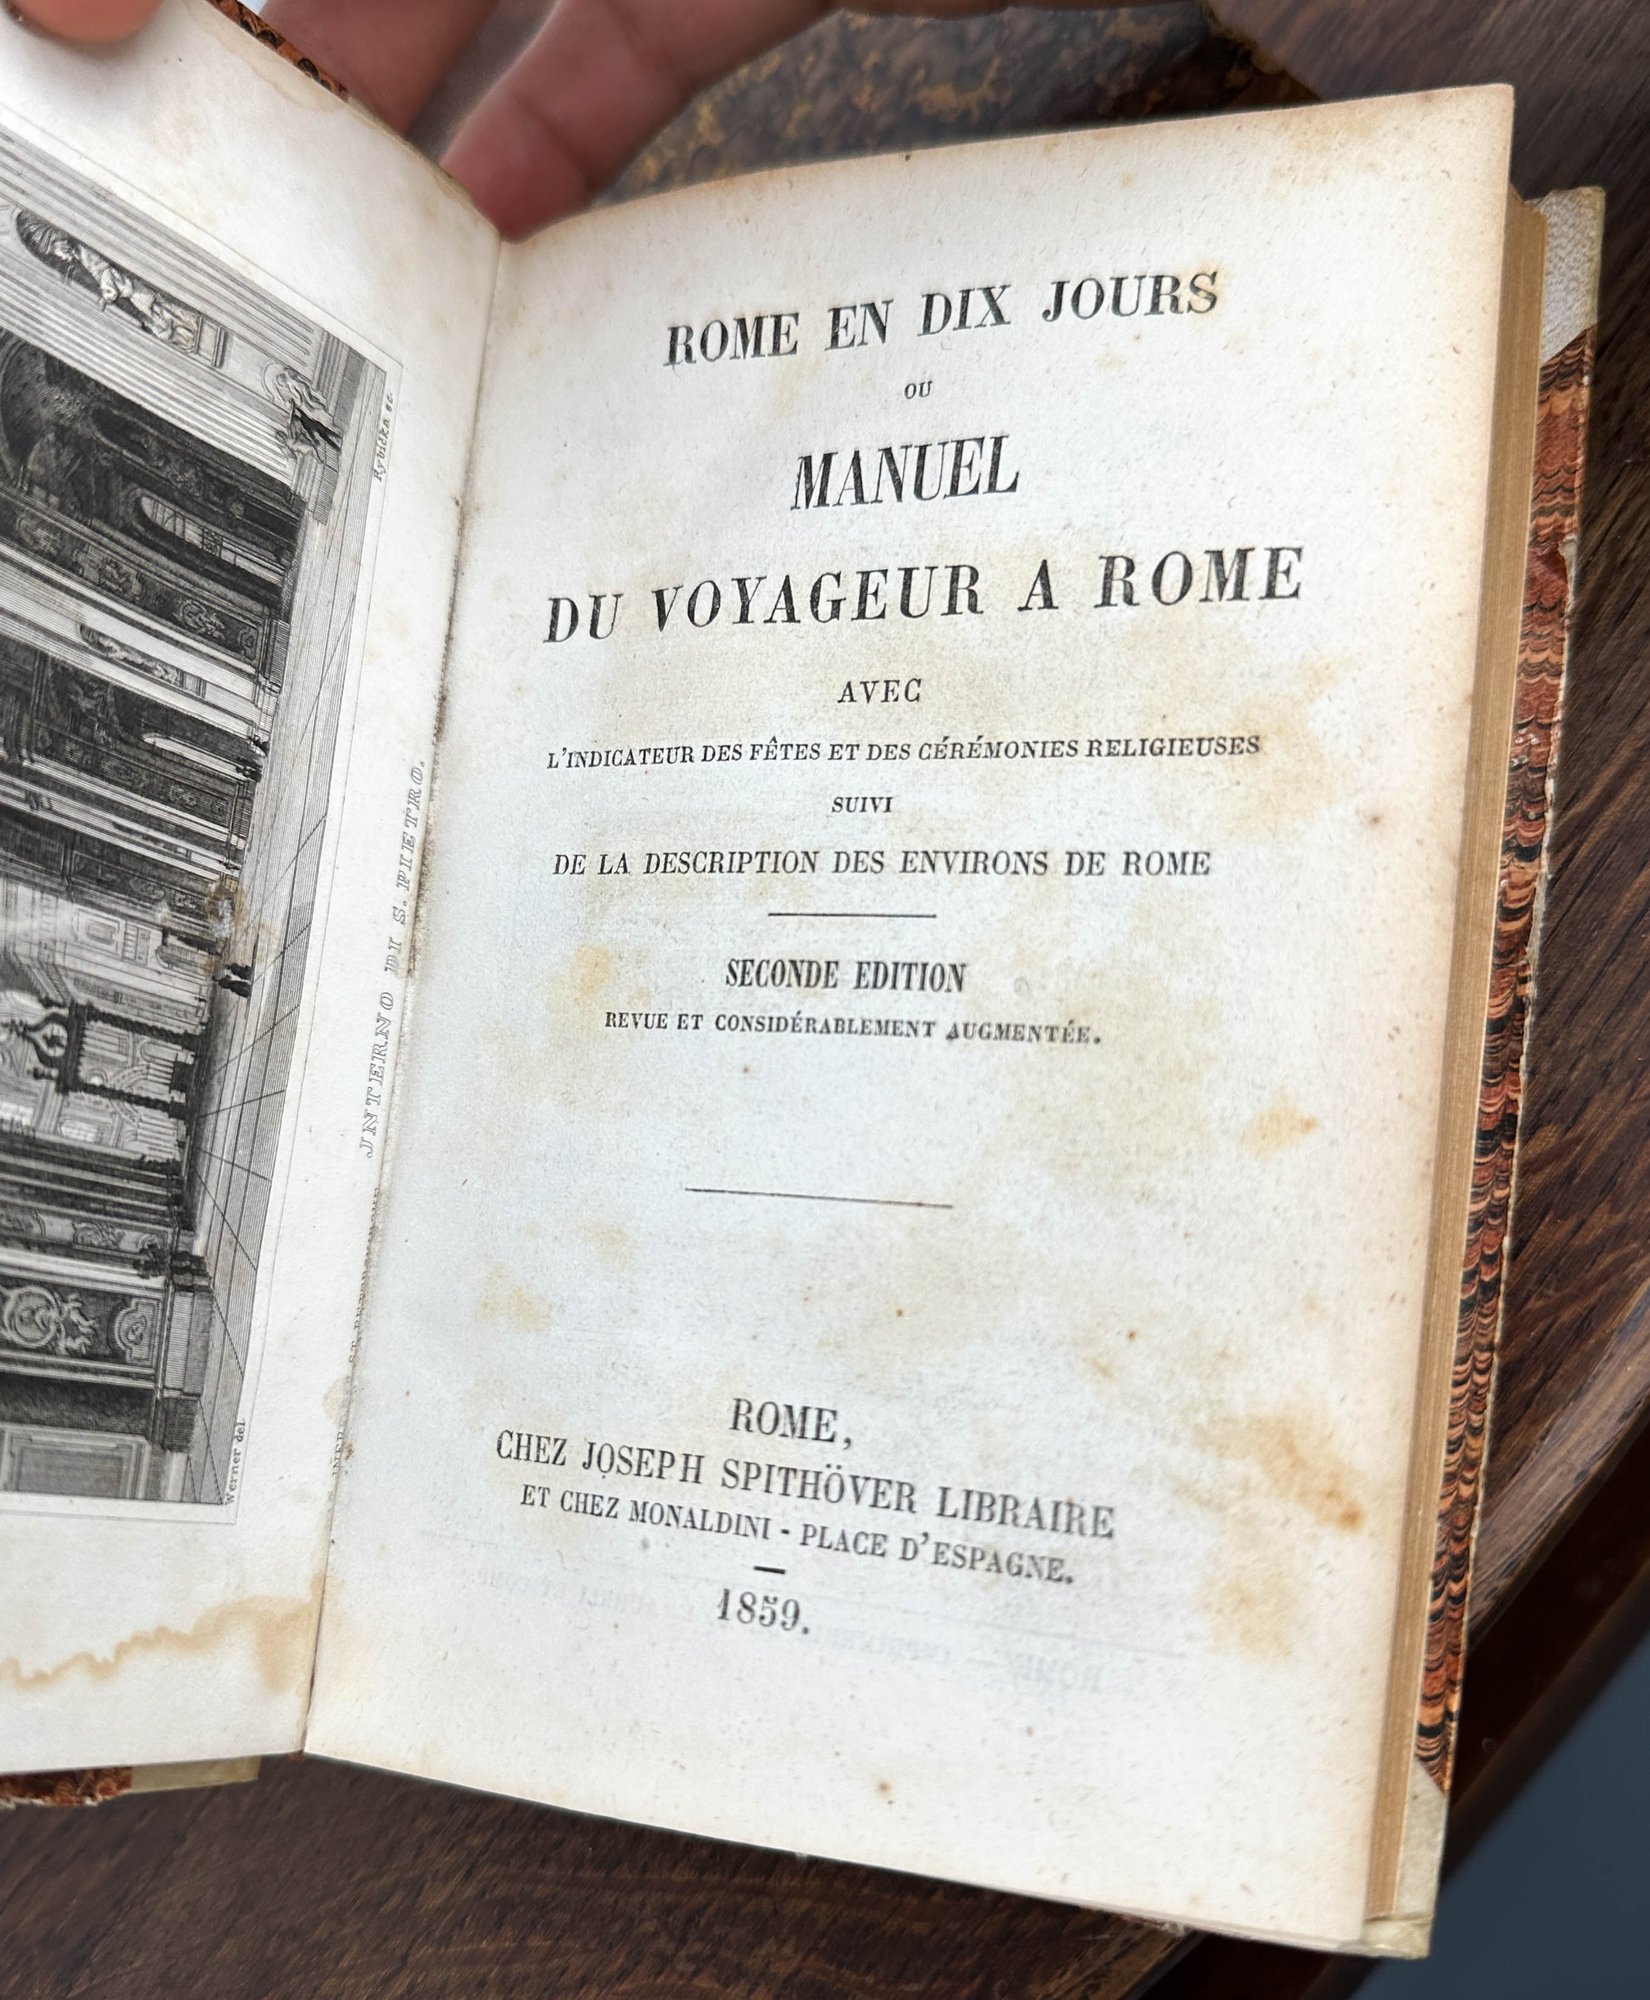 Rybička sc.
JNTERNO DI S. PIETRO.
Werner del.
ROME EN DIX JOURS
OU
MANUEL
DU VOYAGEUR A ROME
AVEC
L'INDICATEUR DES FÊTES ET DES CÉRÉMONIES RELIGIEUSES
SUIVI
DE LA DESCRIPTION DES ENVIRONS DE ROME
SECONDE EDITION
REVUE ET CONSIDÉRABLEMENT AUGMENTÉE.
ROME,
CHEZ JOSEPH SPITHÖVER LIBRAIRE
ET CHEZ MONALDINI - PLACE D'ESPAGNE.
1859.